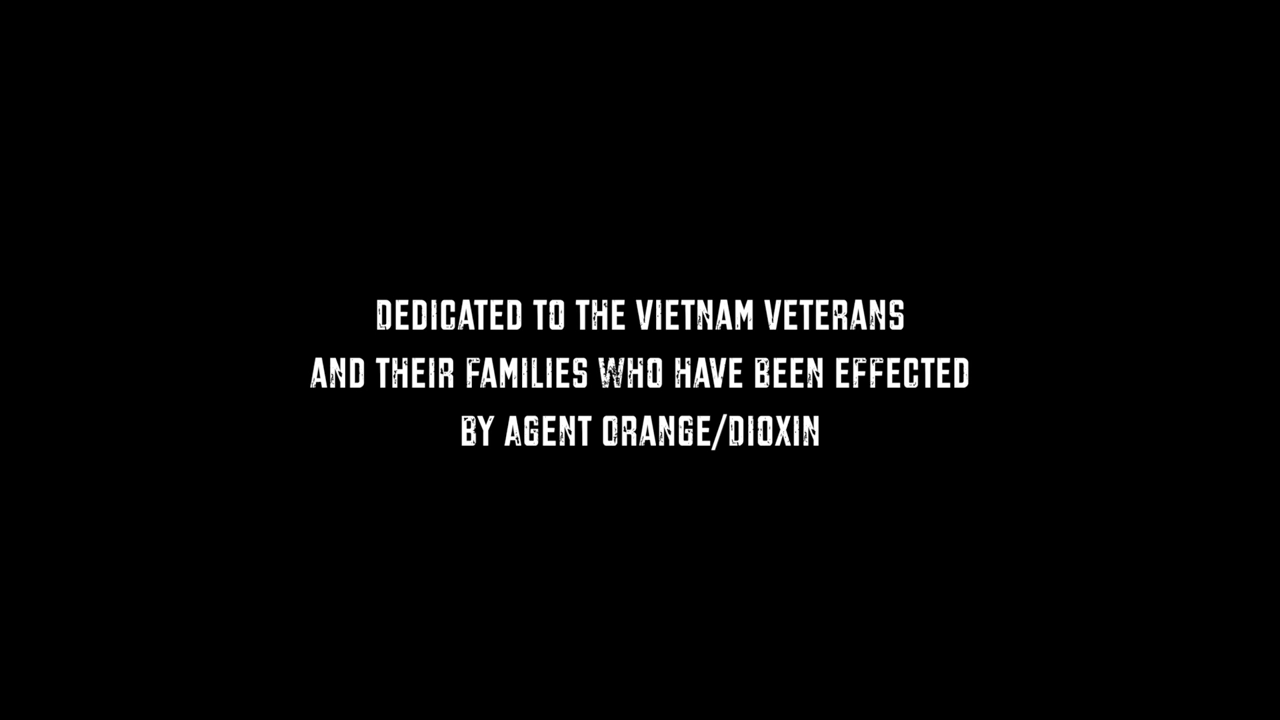 DEDICATED TO THE VIETNAM VETERANS
AND THEIR FAMILIES WHO HAVE BEEN EFFECTED
BY AGENT ORANGE/DIOXIN